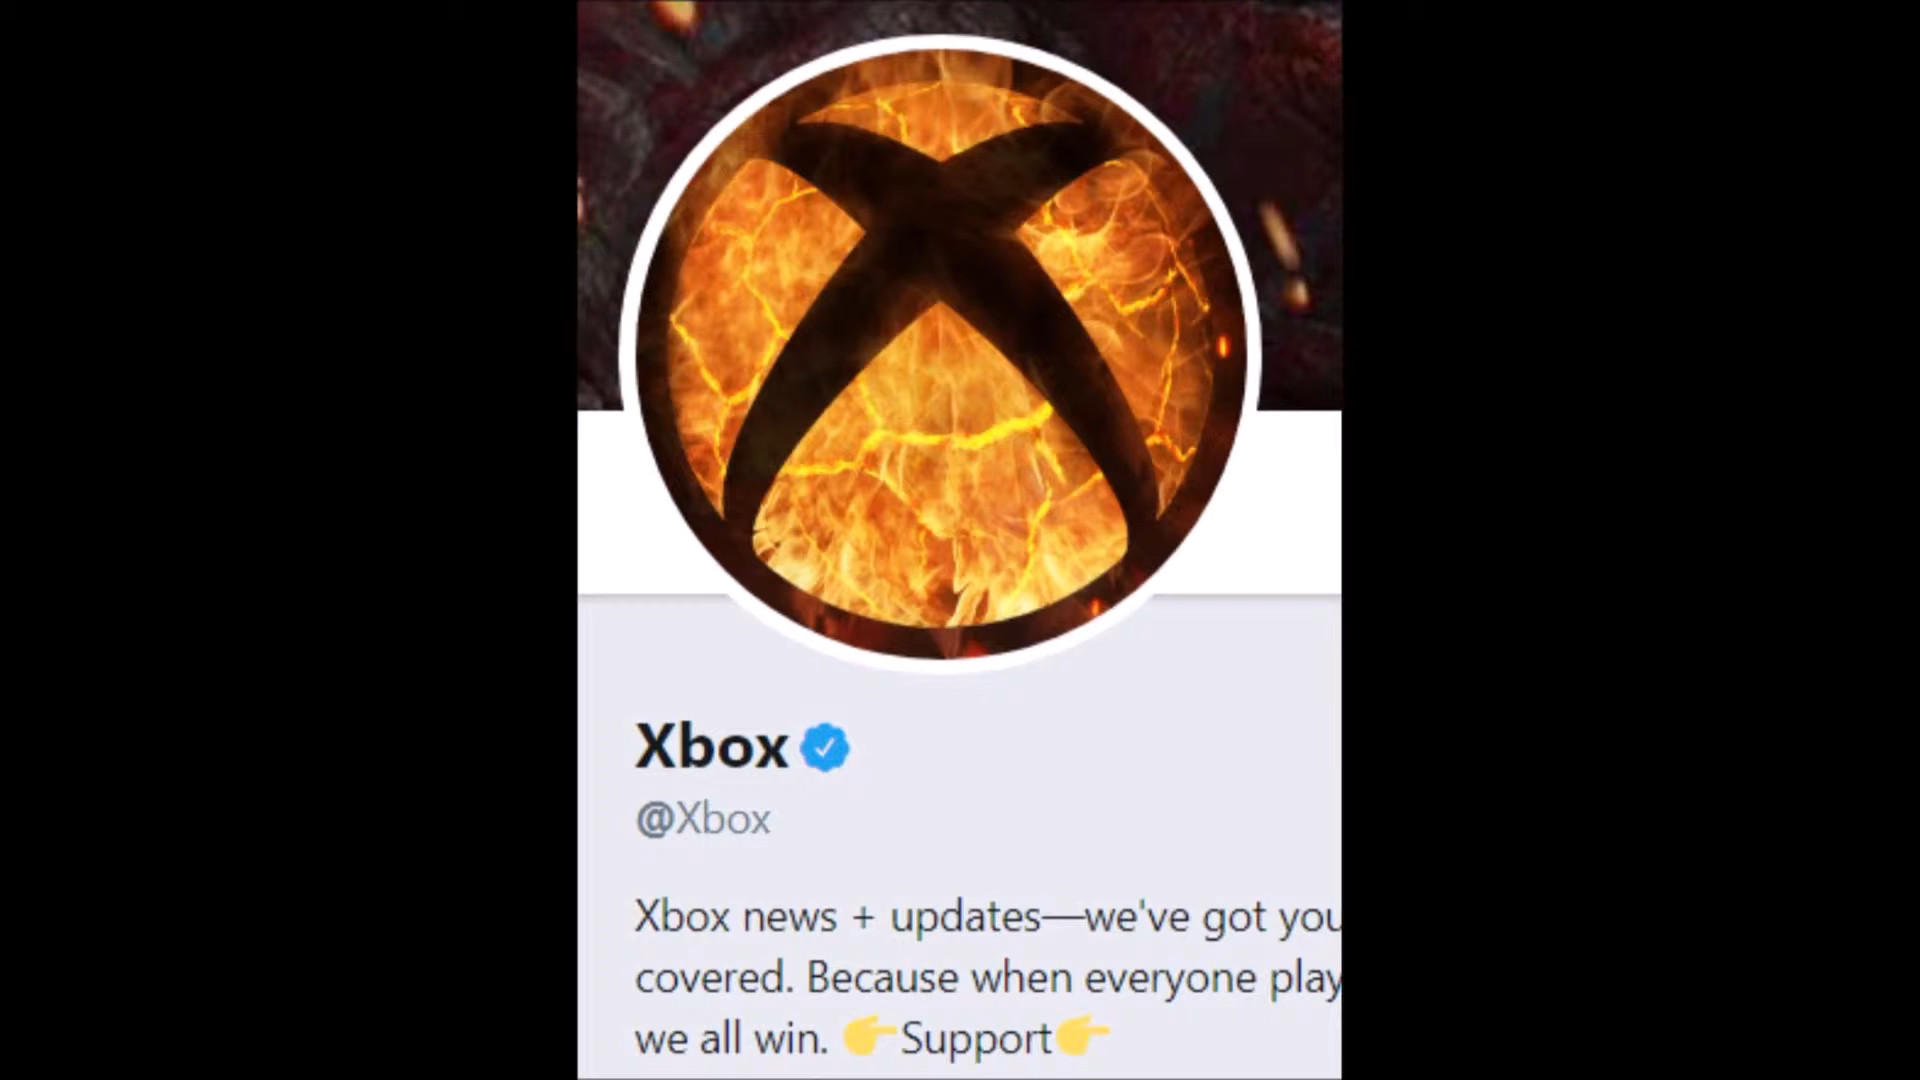 Xbox
@Xbox
Xbox news + updates—we've got you
covered. Because when everyone play
we all win. 👉Support👉